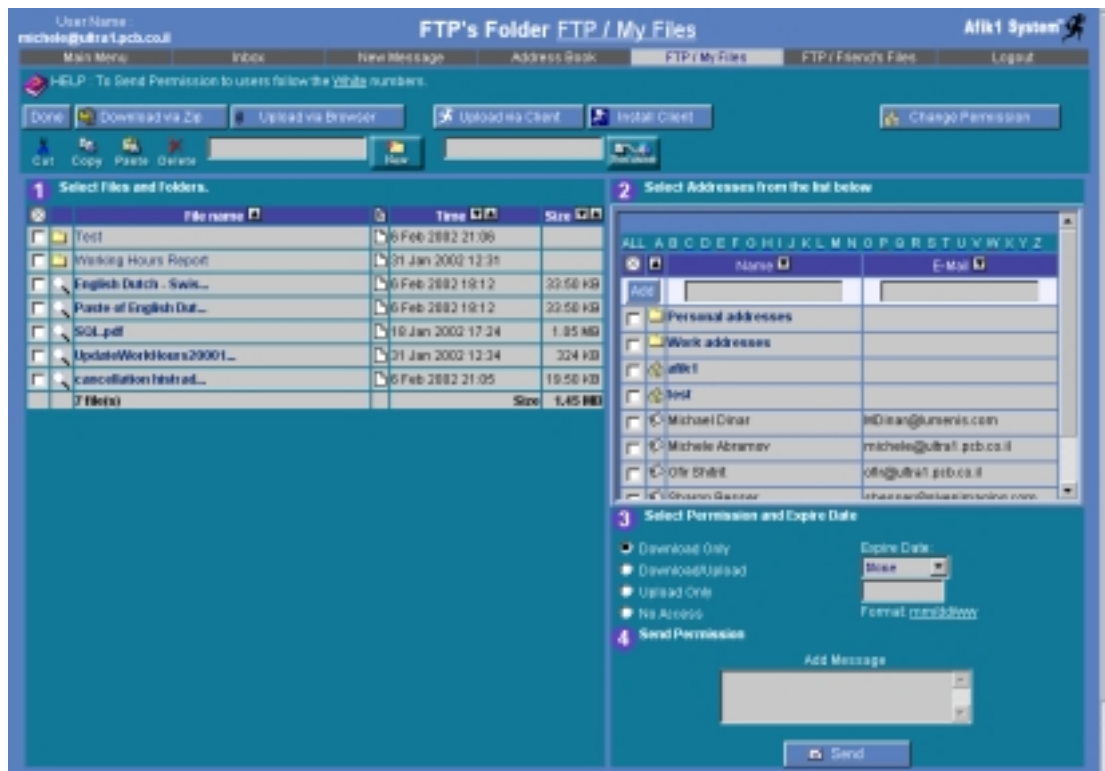 User Name :
michele@ultra1.pcb.co.il
FTP's Folder FTP / My Files
Afik1 System
Main Menu Inbox New Message Address Book FTP / My Files FTP / Friend's Files Logout
HELP : To Send Permission to users follow the White numbers.
Done Download via Zip Upload via Browser Upload via Client Install Client Change Permission
Cut Copy Paste Delete New
1 Select Files and Folders.
File name Time Size
Test 6 Feb 2002 21:06
Working Hours Report 31 Jan 2002 12:31
English Dutch - Swis... 6 Feb 2002 18:12 33.50 KB
Paste of English Dut... 6 Feb 2002 18:12 33.50 KB
SQL.pdf 18 Jan 2002 17:24 1.05 MB
UpdateWorkHours20001... 31 Jan 2002 12:34 324 KB
cancellation 6 Feb 2002 21:05 19.50 KB
7 file(s) Size 1.45 MB
2 Select Addresses from the list below
ALL A B C D E F G H I J K L M N O P Q R S T U V W X Y Z
Name E-Mail
Add
Personal addresses
Work addresses
afik1
test
Michael Dinar MDinar@lumenis.com
Michele Abramov michele@ultra1.pcb.co.il
Ofir Shitrit ofir@ultra1.pcb.co.il
Sharon
3 Select Permission and Expire Date
Download Only
Download/Upload
Upload Only
No Access
Expire Date:
None
Format: mm/dd/yyyy
4 Send Permission
Add Message
Send